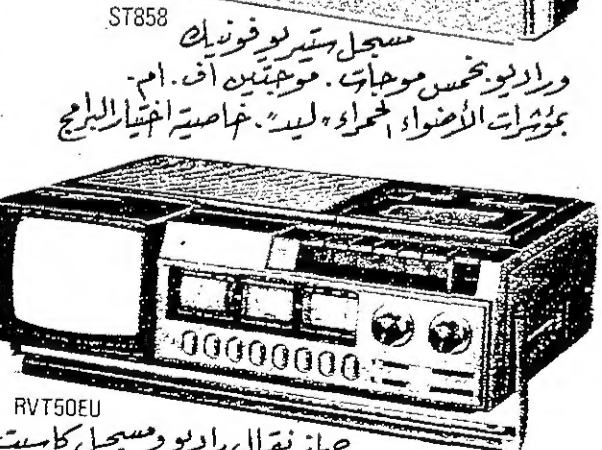 ST858
مسجل ستيريو فونيك
وراديو بخمس موجات. موجتين اف. ام.
بمؤشرات الأضواء الحمراء "ليد". خاصية اختيار البرامج
RVT50EU
جهاز نقال راديو ومسجل كاسيت